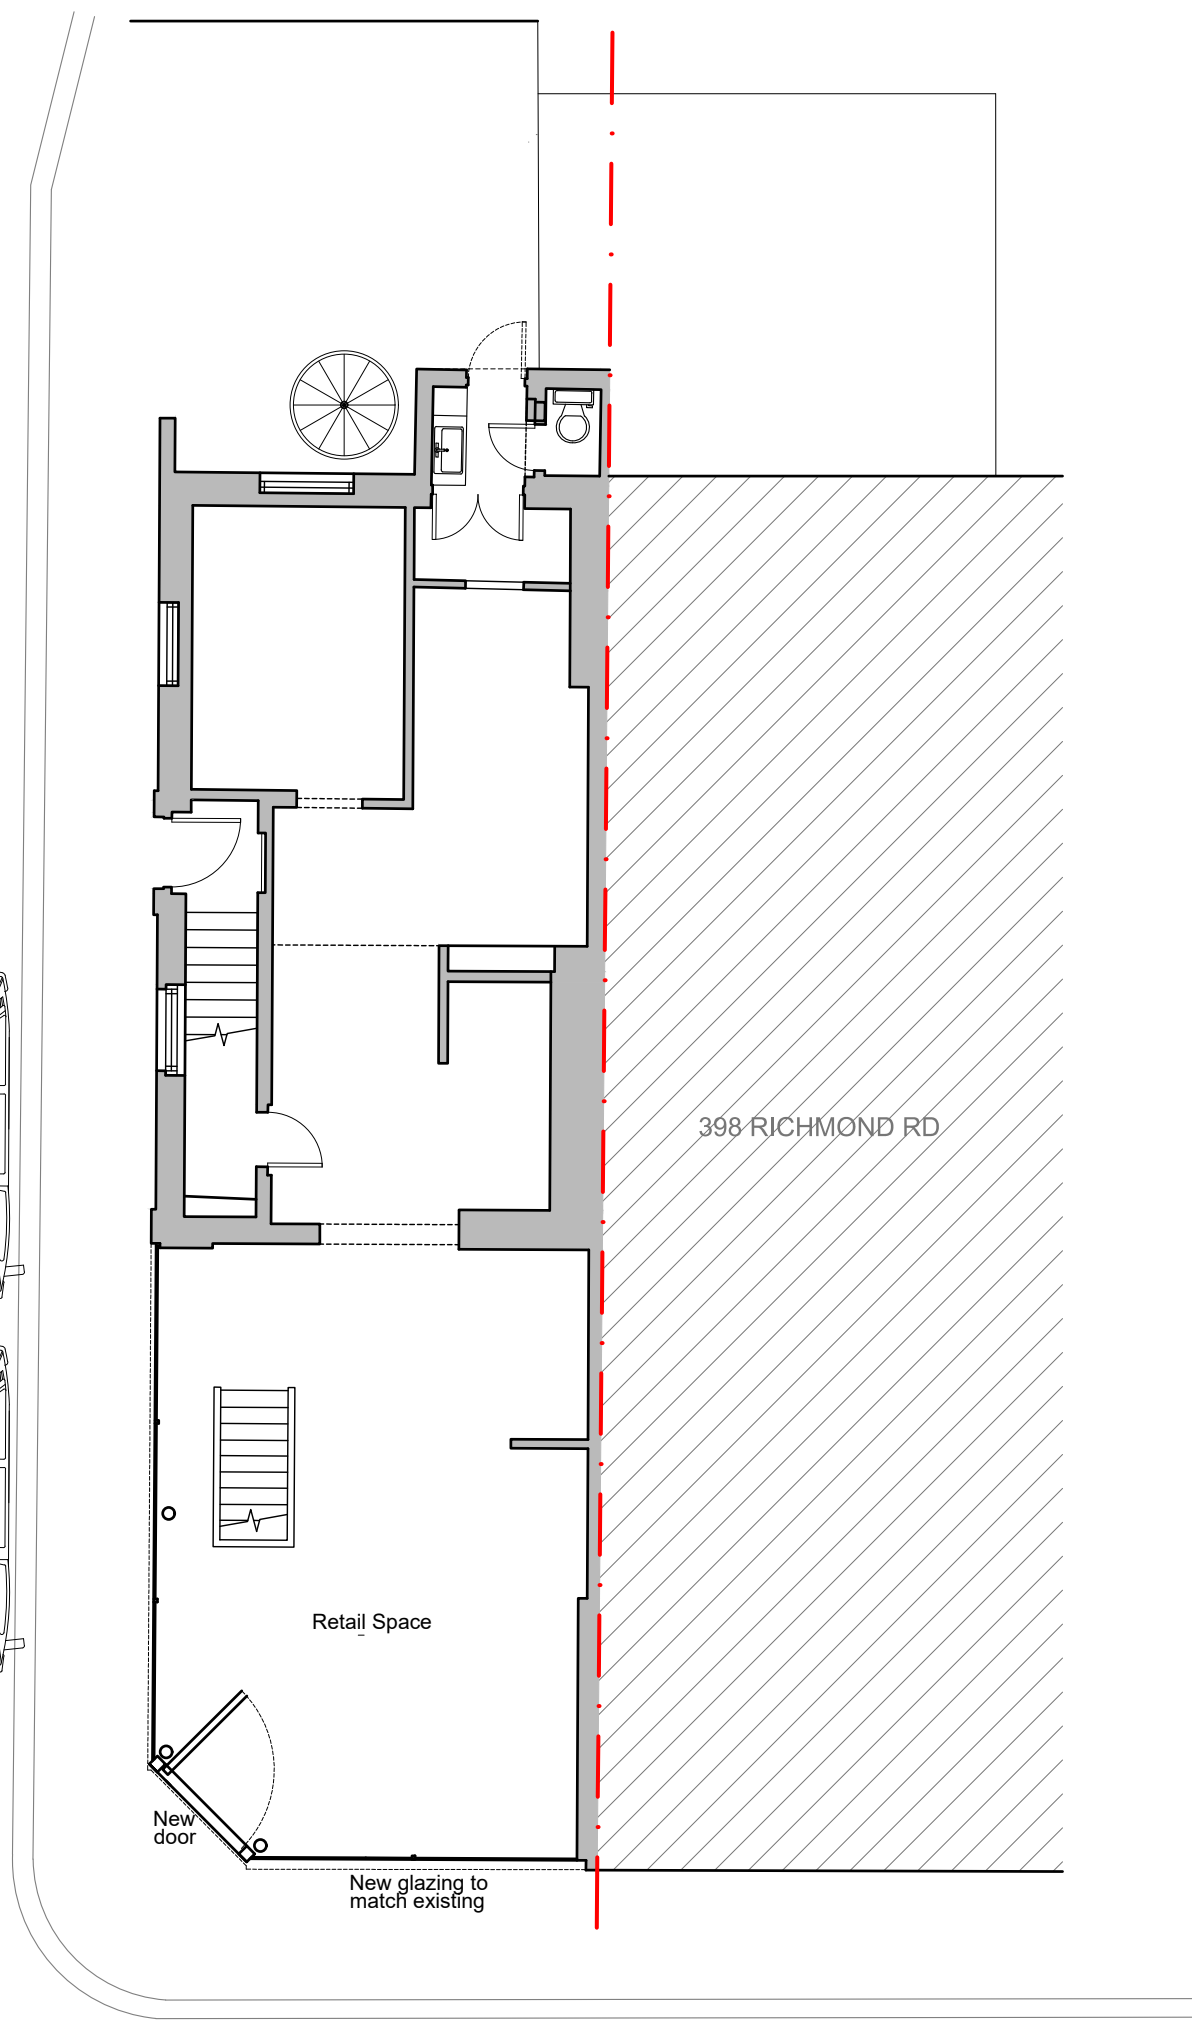 398 RICHMOND RD
Retail Space
New
door
New glazing to
match existing